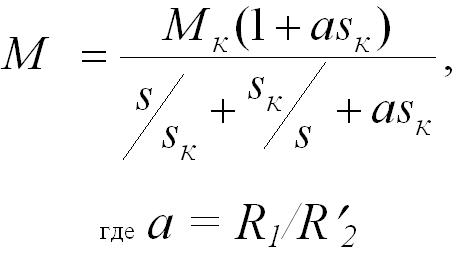 M = Mк(1 + asк) / (s/sк + sк/s + asк),
где a = R1/R′2